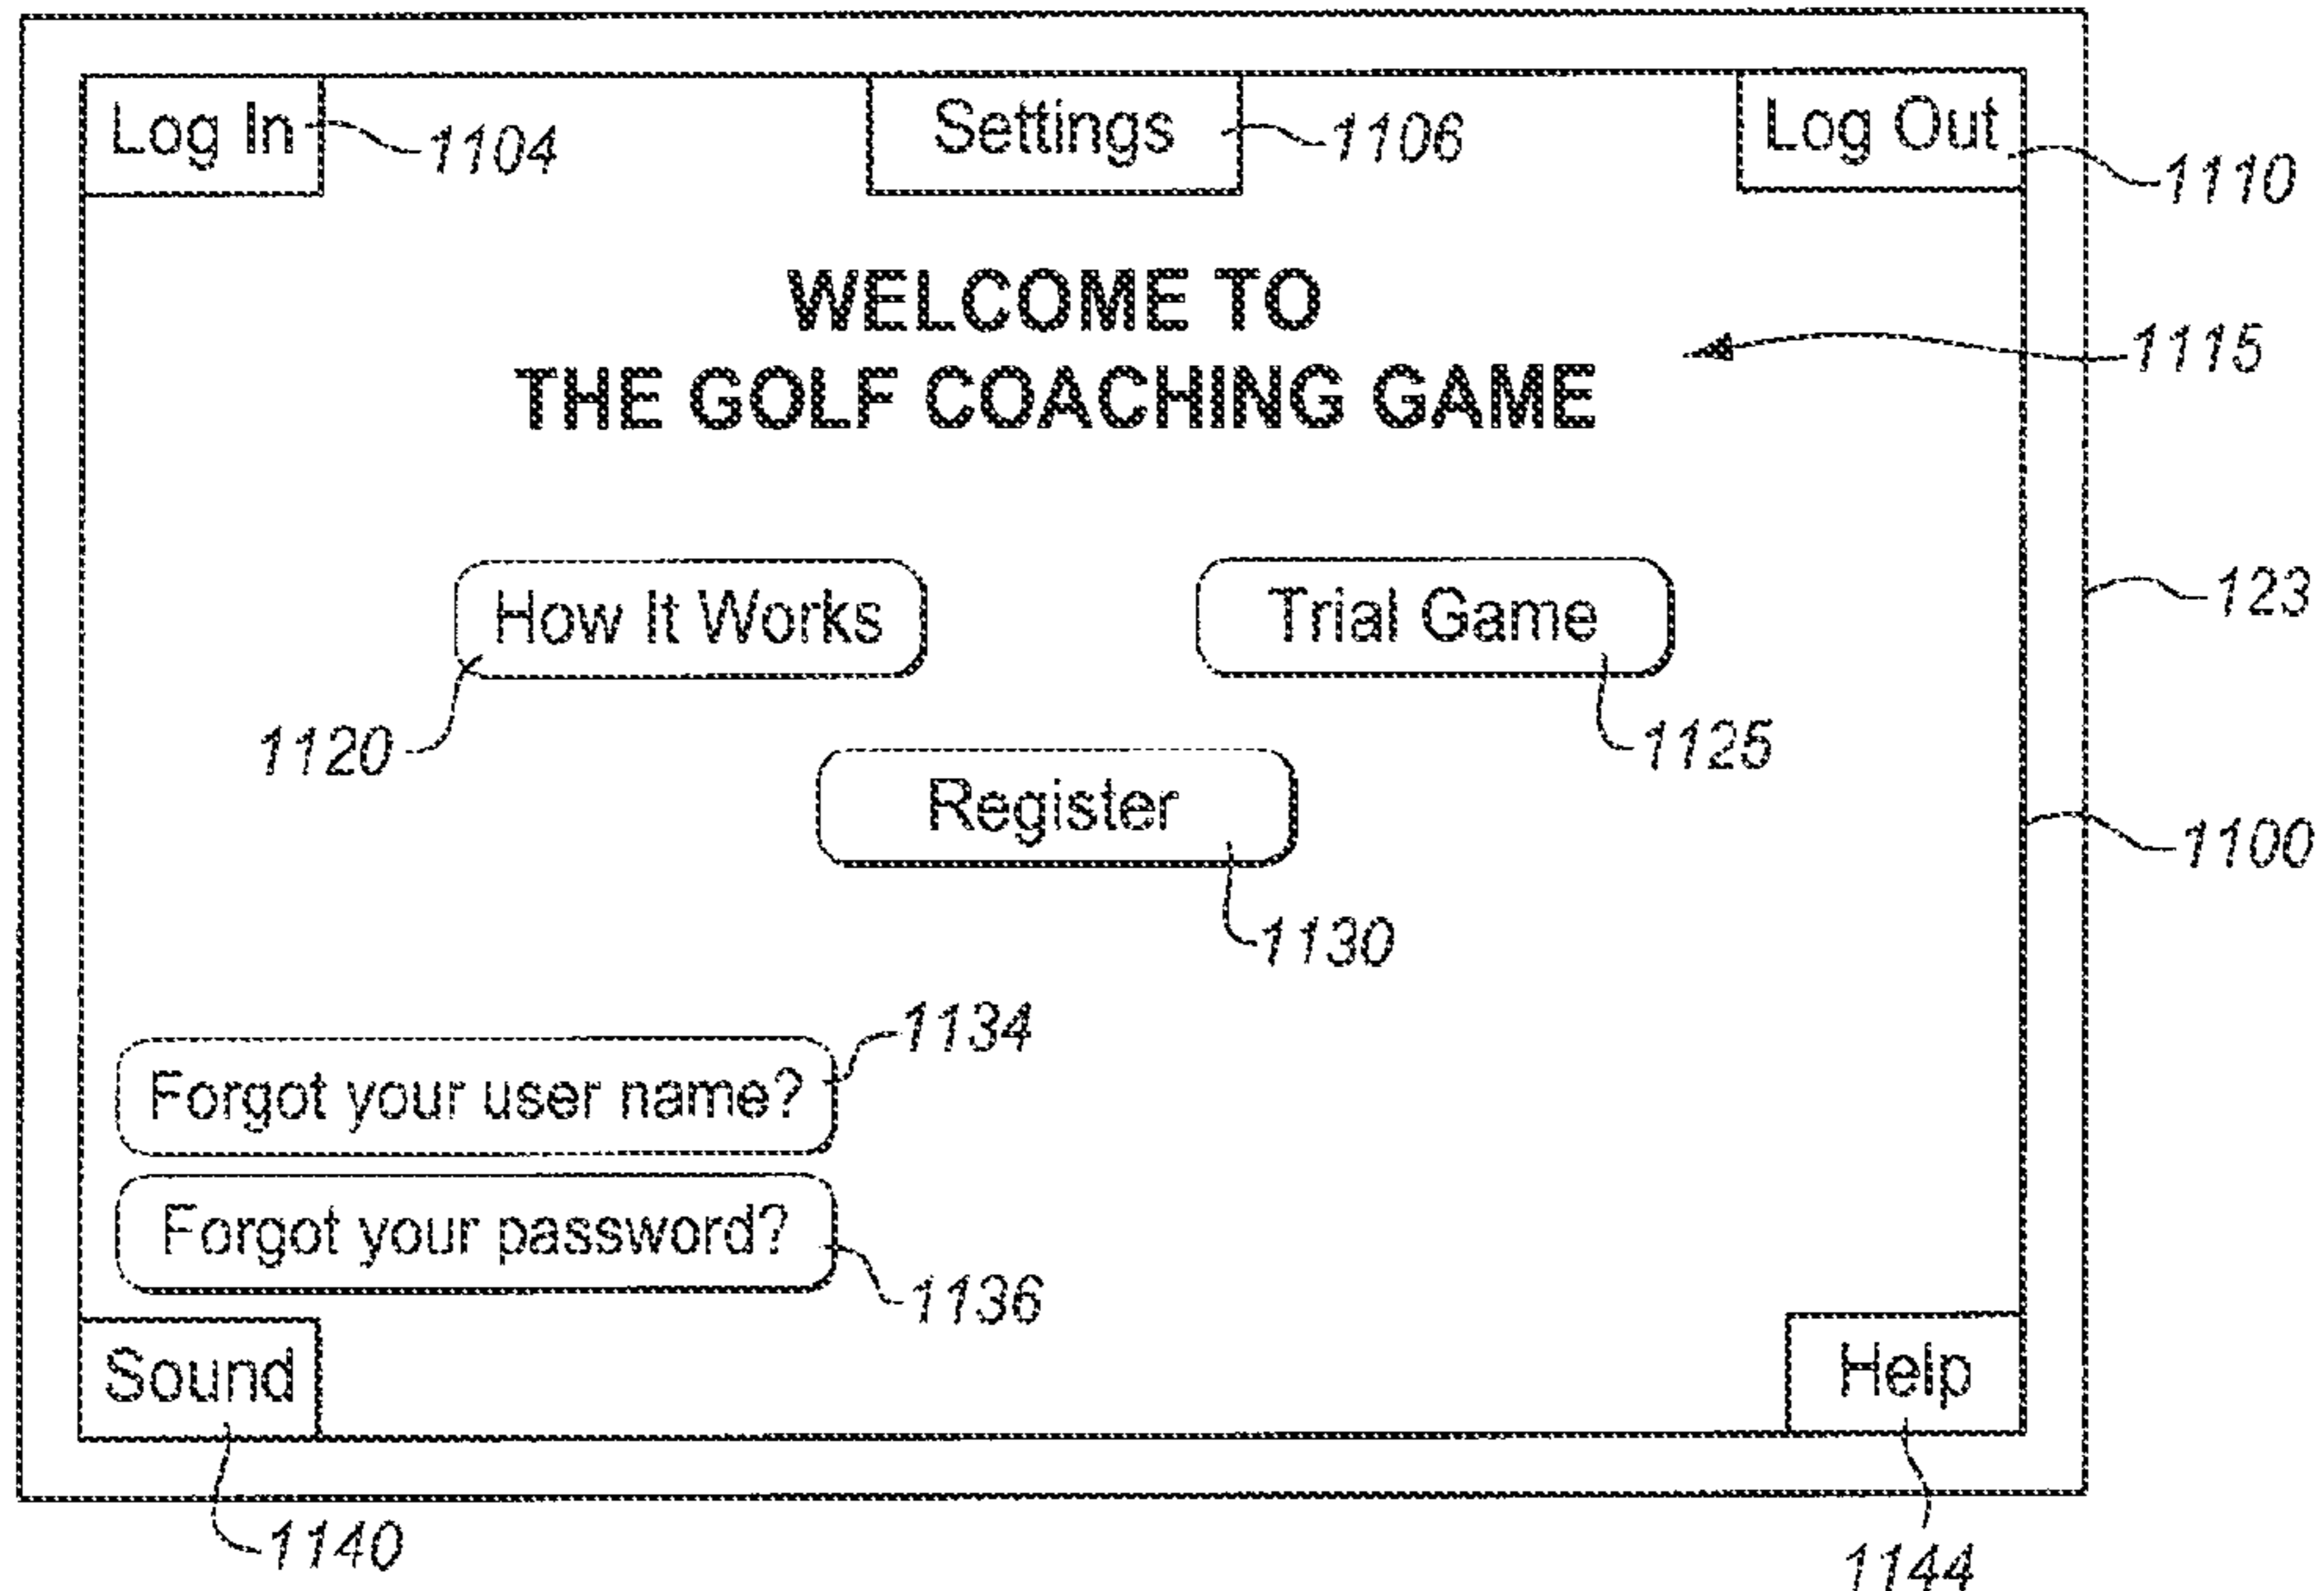 Log In
1104
Settings
1106
Log Out
1110
WELCOME TO
THE GOLF COACHING GAME
1115
How It Works
1120
Trial Game
1125
123
Register
1130
1100
Forgot your user name?
1134
Forgot your password?
1136
Sound
1140
Help
1144